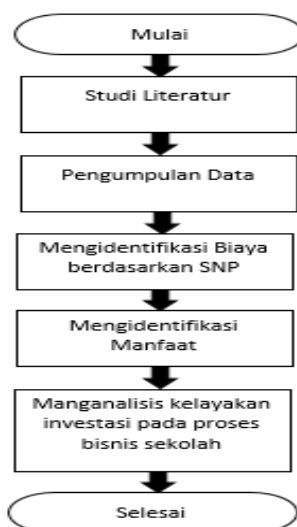 Mulai
Studi Literatur
Pengumpulan Data
Mengidentifikasi Biaya
berdasarkan SNP
Mengidentifikasi
Manfaat
Manganalisis kelayakan
investasi pada proses
bisnis sekolah
Selesai